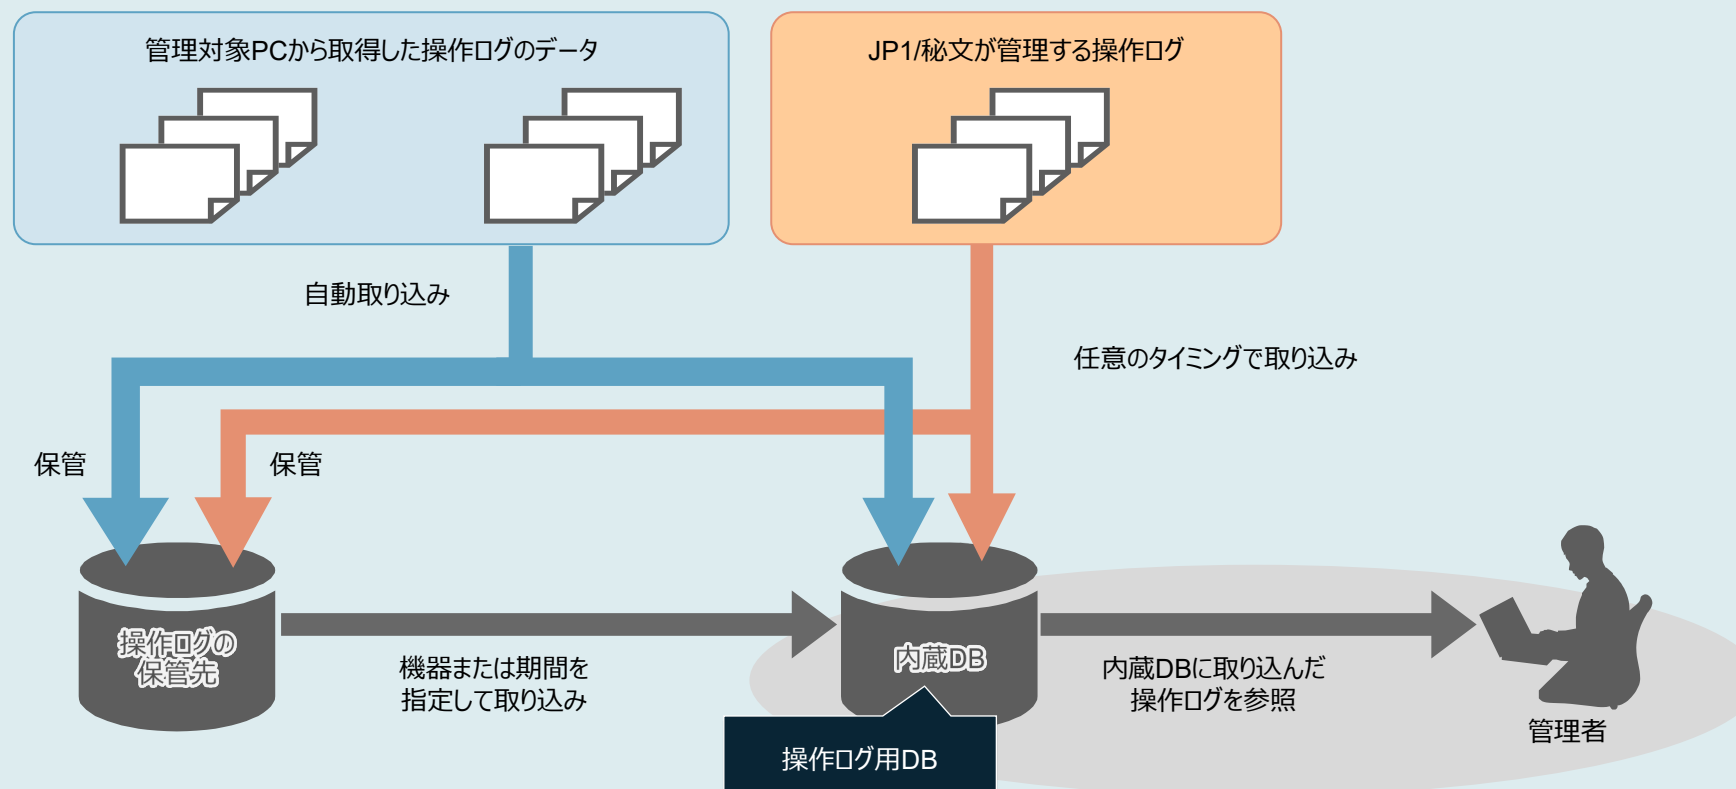 管理対象PCから取得した操作ログのデータ
JP1/秘文が管理する操作ログ
自動取り込み
任意のタイミングで取り込み
保管
保管
操作ログの
保管先
機器または期間を
指定して取り込み
内蔵DB
内蔵DBに取り込んだ
操作ログを参照
管理者
操作ログ用DB